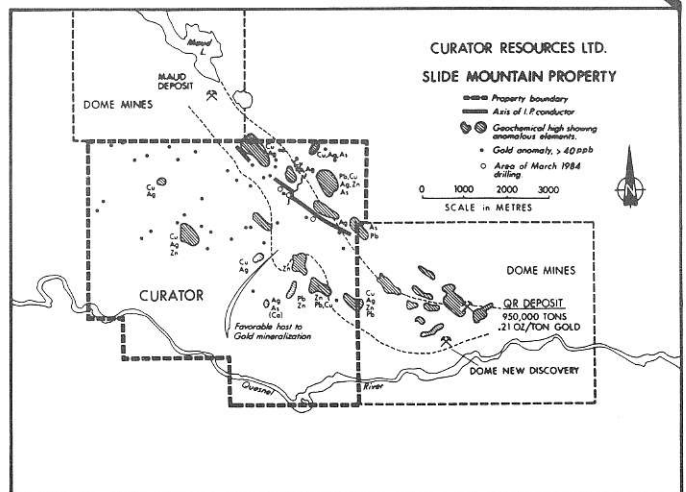 CURATOR RESOURCES LTD.
SLIDE MOUNTAIN PROPERTY
Property boundary
Axis of I.P. conductor
Geochemical high showing
anomalous elements.
Gold anomaly, > 40 ppb
Area of March 1984
drilling.
0 1000 2000 3000
SCALE in METRES
Maud
L.
MAUD
DEPOSIT
DOME MINES
Cu
Ag
Cu, Ag, As
Pb, Cu
Ag, Zn
As
Cu
Ag
Cu
Ag
Zn
Ag
As
Pb
Cu
Ag
Zn
CURATOR
Ag
As
(Co)
Pb
Zn
Zn
Pb, Cu
Cu
Ag
Zn
Pb
Favorable host to
Gold mineralization
DOME MINES
QR DEPOSIT
950,000 TONS
.21 OZ/TON GOLD
DOME NEW DISCOVERY
Quesnel
River